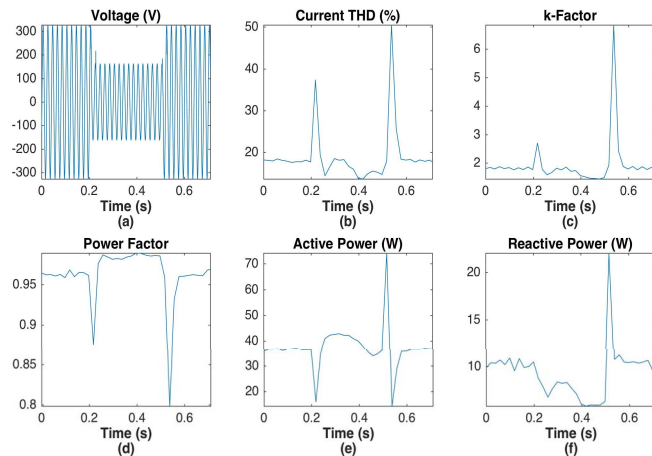 Voltage (V)
300
200
100
0
-100
-200
-300
0 0.2 0.4 0.6
Time (s)
(a)
Current THD (%)
50
40
30
20
0 0.2 0.4 0.6
Time (s)
(b)
k-Factor
6
5
4
3
2
0 0.2 0.4 0.6
Time (s)
(c)
Power Factor
0.95
0.9
0.85
0.8
0 0.2 0.4 0.6
Time (s)
(d)
Active Power (W)
70
60
50
40
30
20
0 0.2 0.4 0.6
Time (s)
(e)
Reactive Power (W)
20
15
10
0 0.2 0.4 0.6
Time (s)
(f)